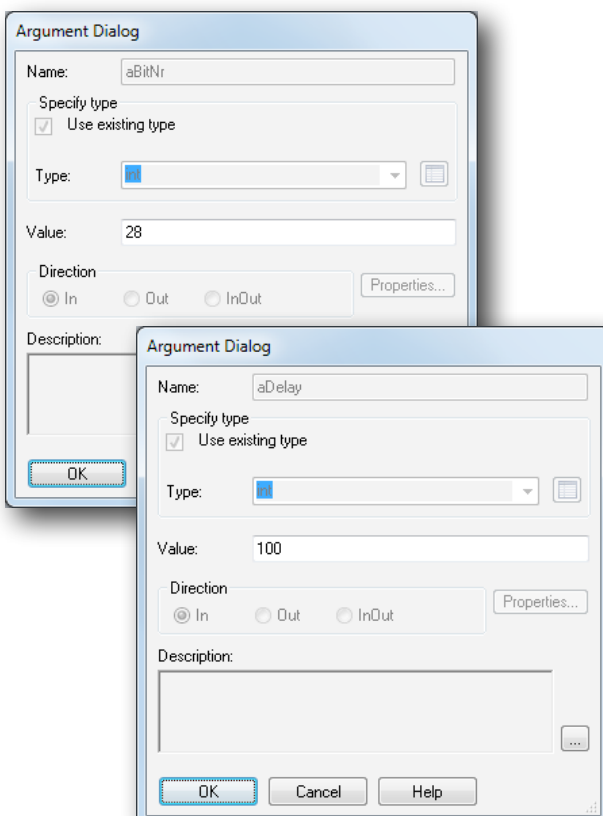 Argument Dialog
Name: aBitNr
Specify type
Use existing type
Type: int
Value: 28
Direction
In Out InOut Properties...
Description:
OK
Argument Dialog
Name: aDelay
Specify type
Use existing type
Type: int
Value: 100
Direction
In Out InOut Properties...
Description:
...
OK Cancel Help